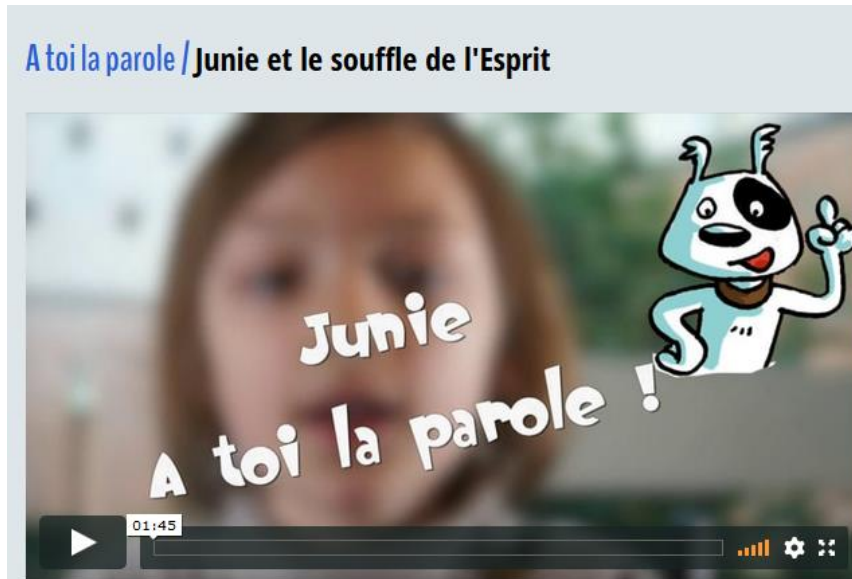 A toi la parole / Junie et le souffle de l'Esprit
Junie
A toi la parole !
01:45